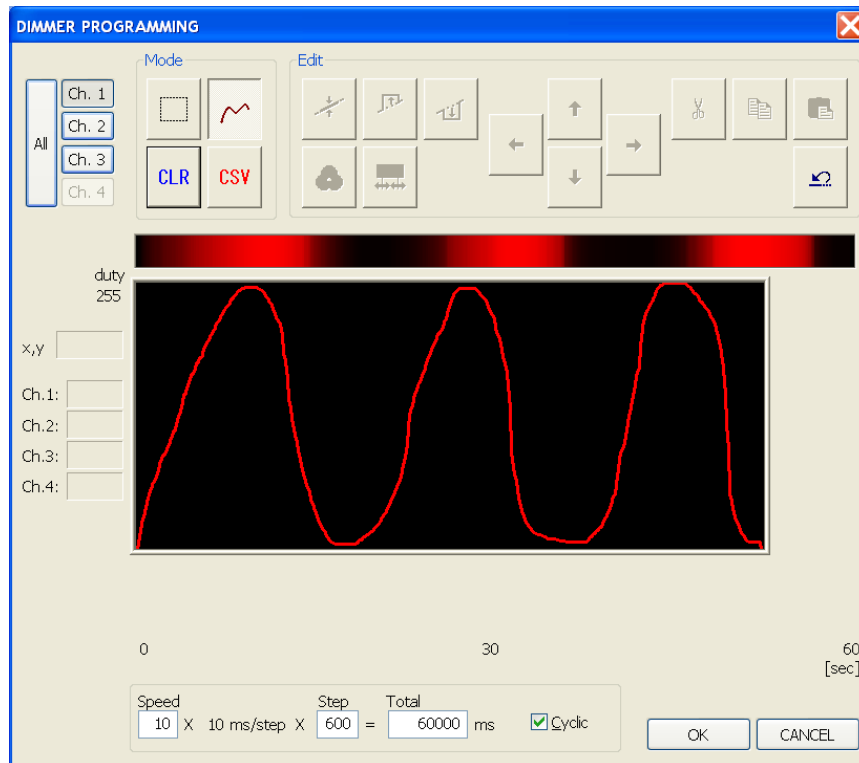 DIMMER PROGRAMMING
Mode
Edit
All
Ch. 1
Ch. 2
Ch. 3
Ch. 4
CLR
CSV
duty
255
x,y
Ch.1:
Ch.2:
Ch.3:
Ch.4:
0 30 60
[sec]
Speed Step Total
10 X 10 ms/step X 600 = 60000 ms Cyclic
OK CANCEL